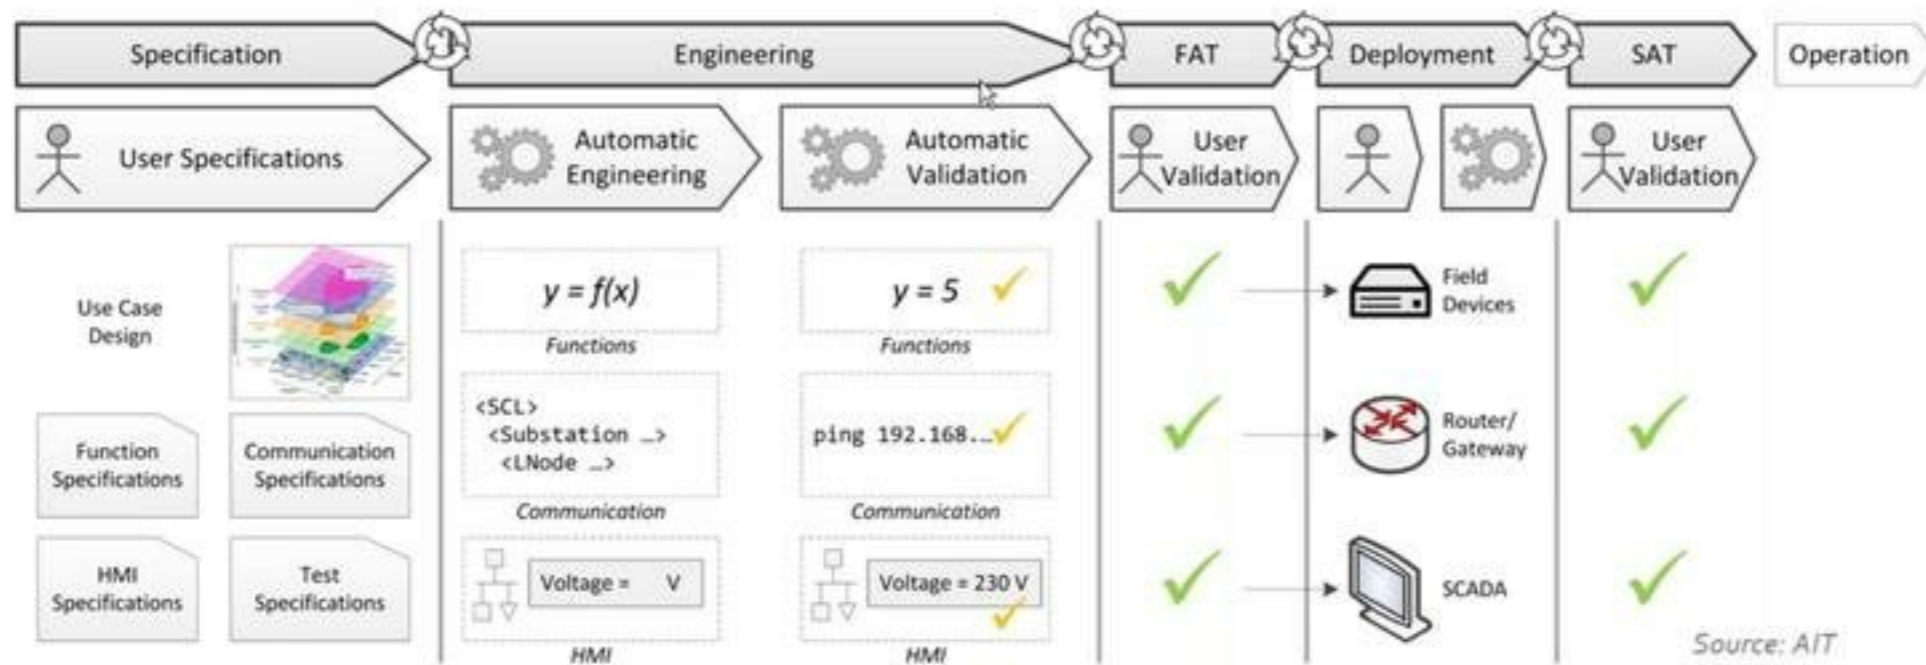 Specification
Engineering
FAT
Deployment
SAT
Operation
User Specifications
Automatic
Engineering
Automatic
Validation
User
Validation
User
Validation
Use Case
Design
Function
Specifications
Communication
Specifications
HMI
Specifications
Test
Specifications
y = f(x)
Functions
<SCL>
<Substation …>
<LNode …>
Communication
Voltage = V
HMI
y = 5
Functions
ping 192.168...
Communication
Voltage = 230 V
HMI
Field
Devices
Router/
Gateway
SCADA
Source: AIT